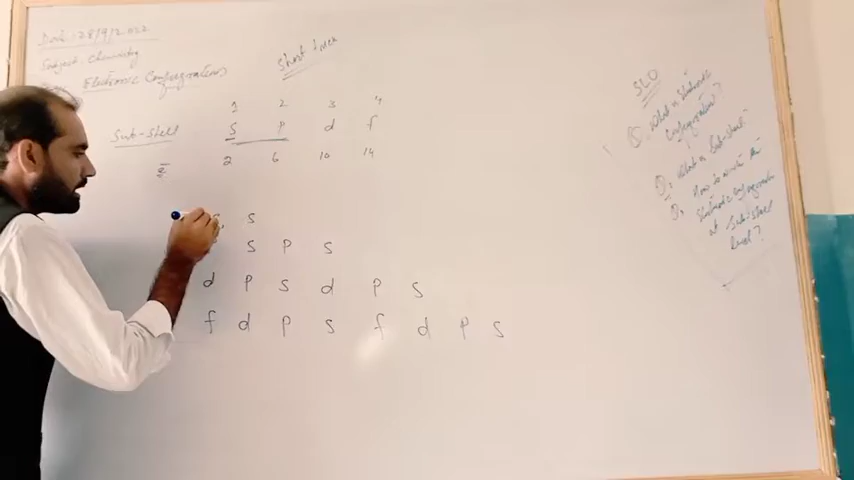 Dat: 28/9/2022
Subject: Chemistry
Electronic Configuration
Short Trick
1 2 3 4
Sub-Shell S P d f
e̅ 2 6 10 14
s s
s p s
d p s d p s
f d p s f d p s
SLO
Q: What is Electronic
Configuration?
Q: What is Sub-shell
Q: How to write the
Electronic configuration
at Sub-shell
level?